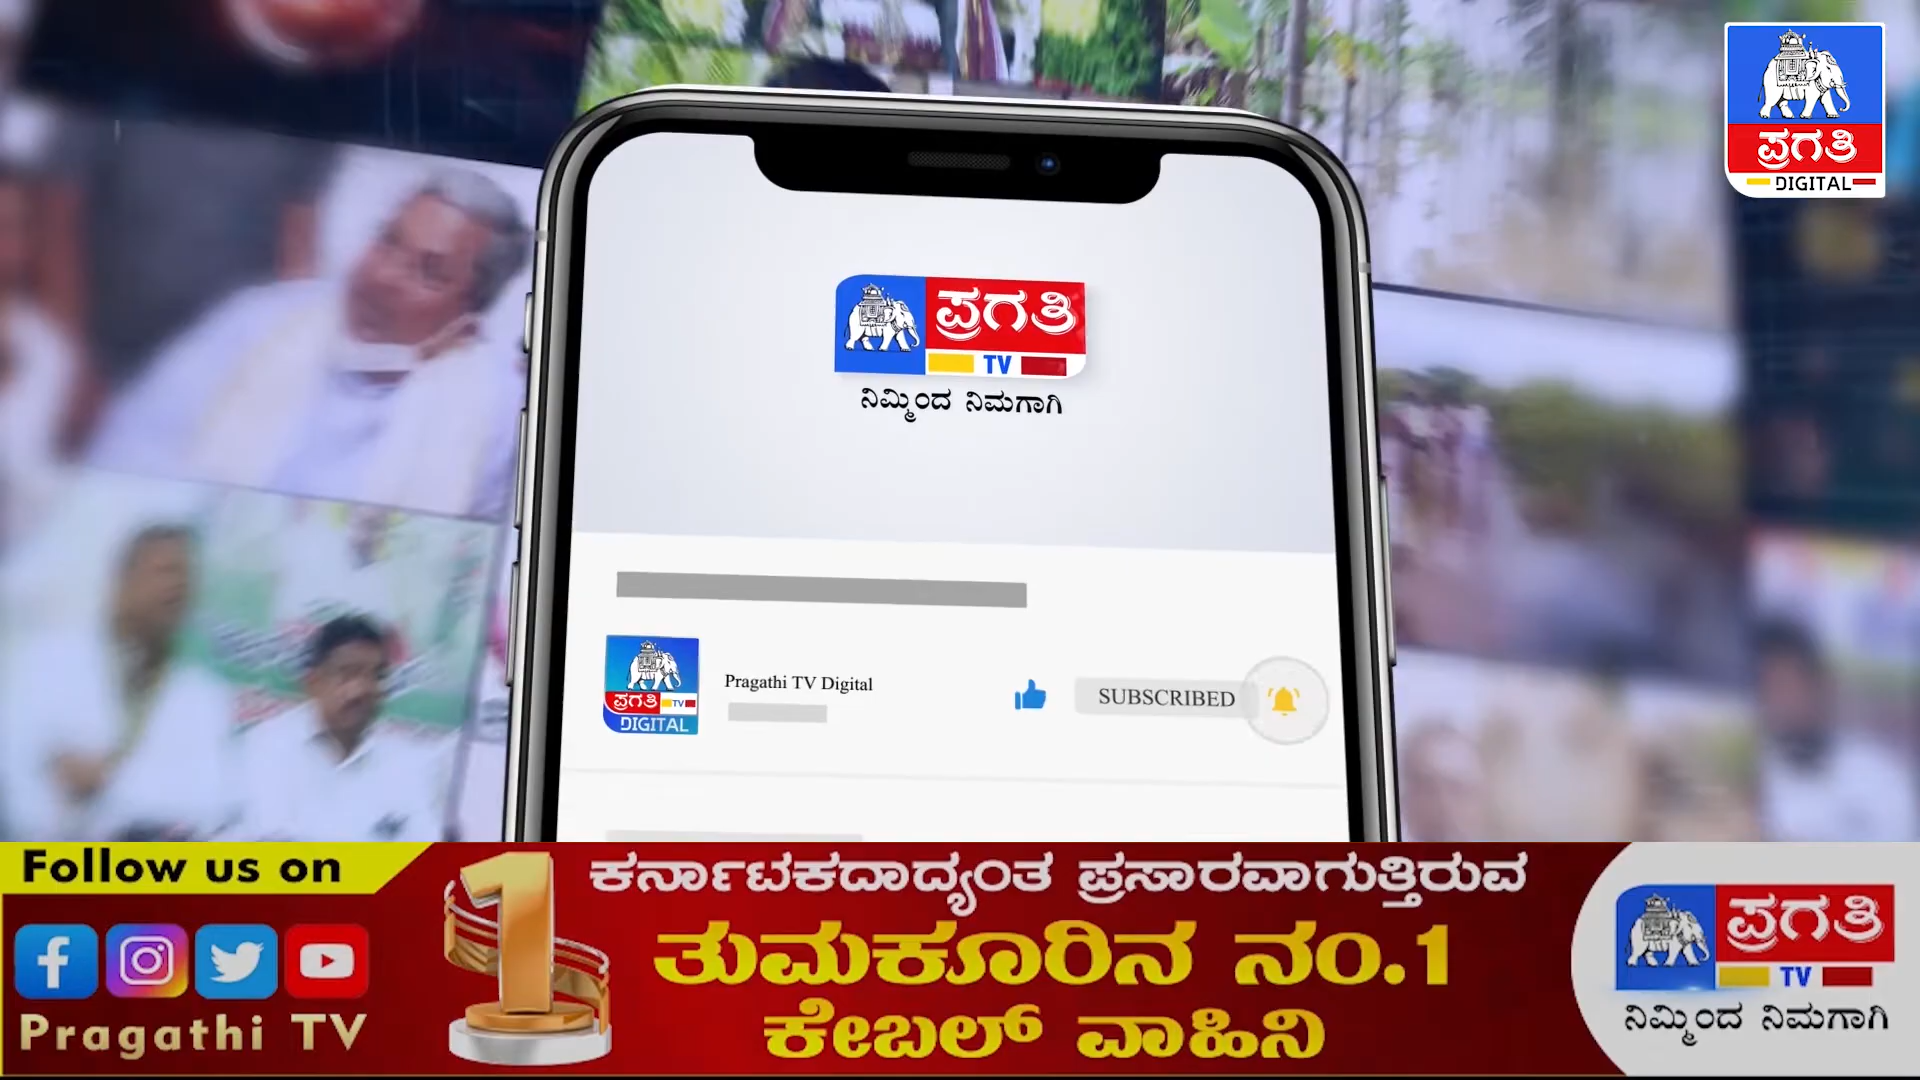 ಪ್ರಗತಿ
DIGITAL
ಪ್ರಗತಿ
TV
ನಿಮ್ಮಿಂದ ನಿಮಗಾಗಿ
ಪ್ರಗತಿ TV
DIGITAL
Pragathi TV Digital
SUBSCRIBED
Follow us on
Pragathi TV
1
ಕರ್ನಾಟಕದಾದ್ಯಂತ ಪ್ರಸಾರವಾಗುತ್ತಿರುವ
ತುಮಕೂರಿನ ನಂ.1
ಕೇಬಲ್ ವಾಹಿನಿ
ಪ್ರಗತಿ
TV
ನಿಮ್ಮಿಂದ ನಿಮಗಾಗಿ